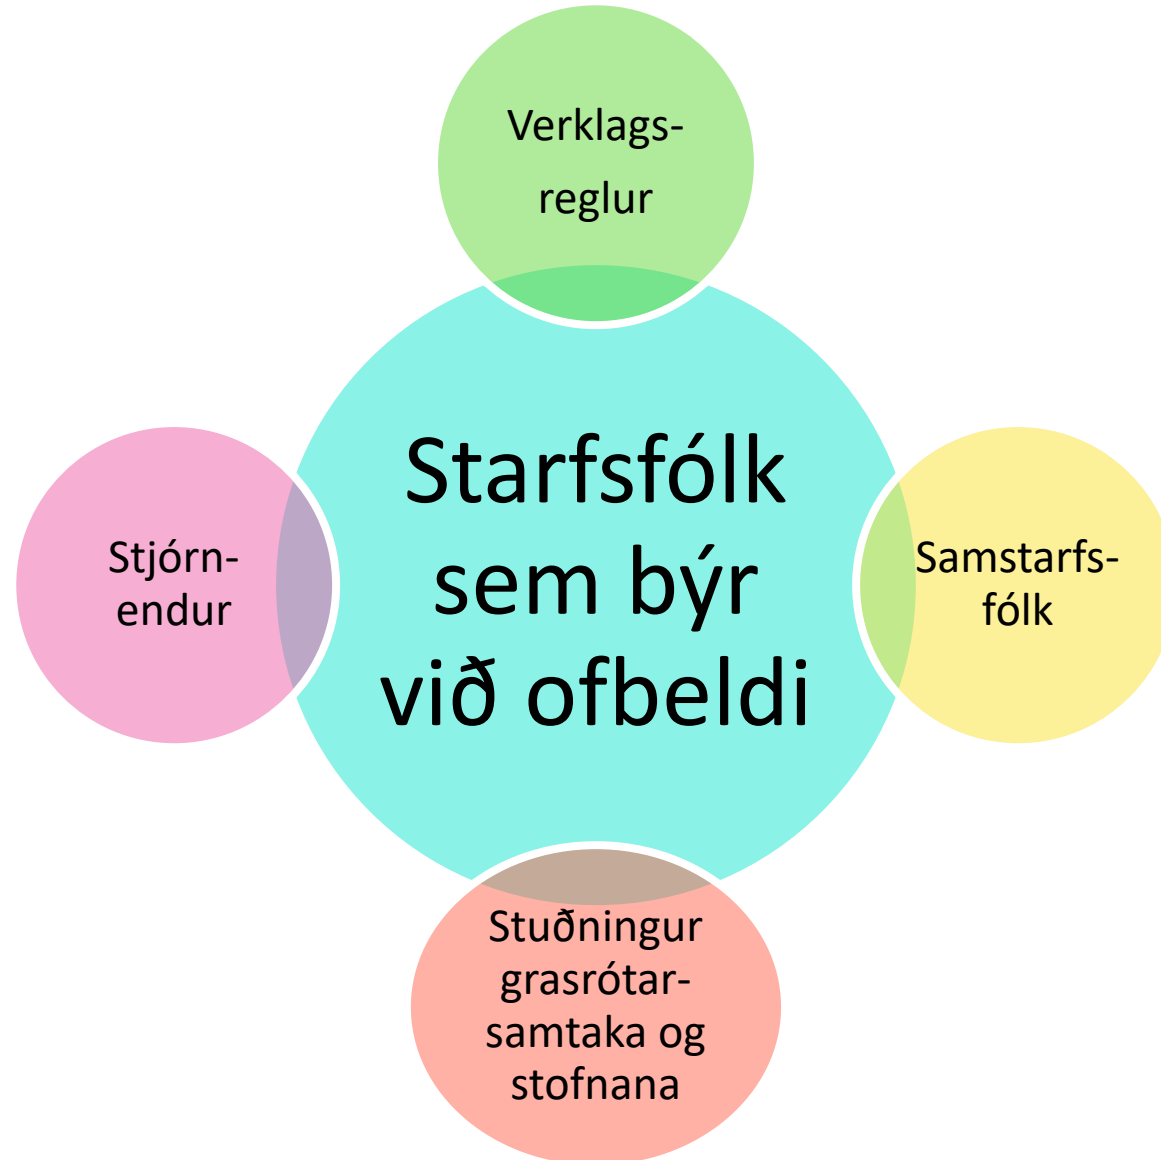 Verklags-
reglur
Starfsfólk
sem býr
við ofbeldi
Stjórn-
endur
Samstarfs-
fólk
Stuðningur
grasrótar-
samtaka og
stofnana